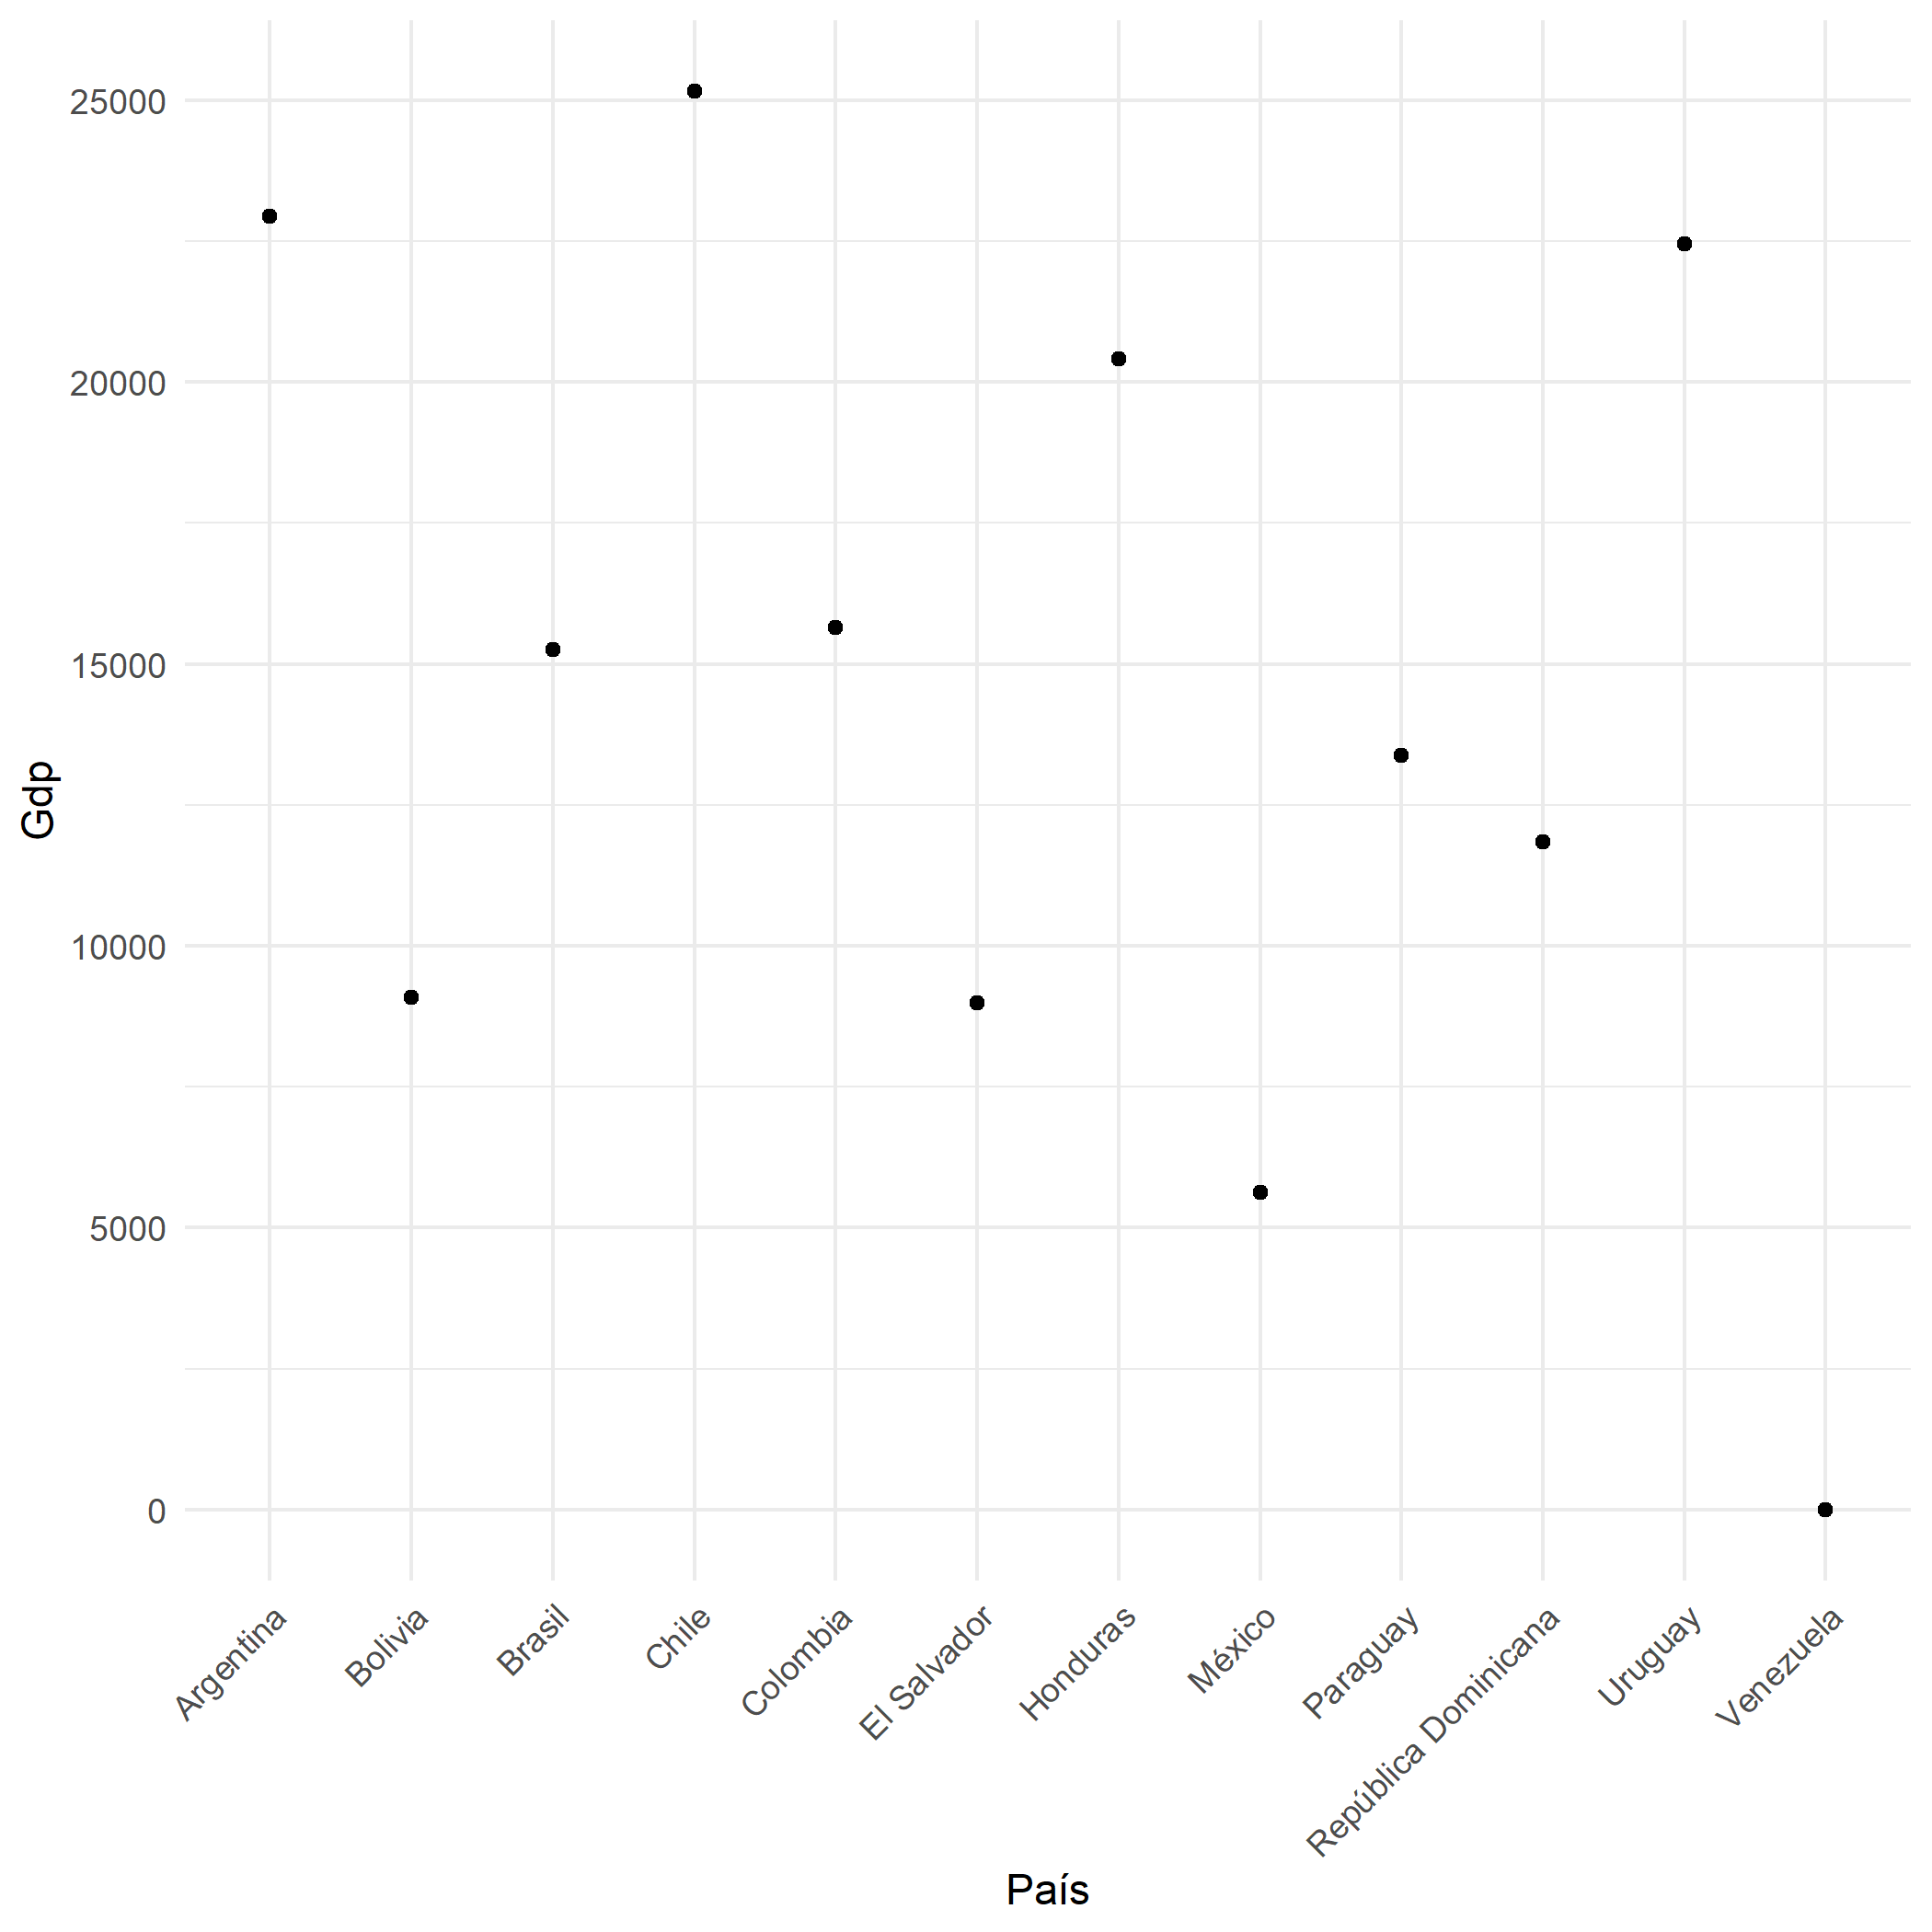 25000
20000
15000
10000
5000
0
Gdp
Argentina
Bolivia
Brasil
Chile
Colombia
El Salvador
Honduras
México
Paraguay
República Dominicana
Uruguay
Venezuela
País